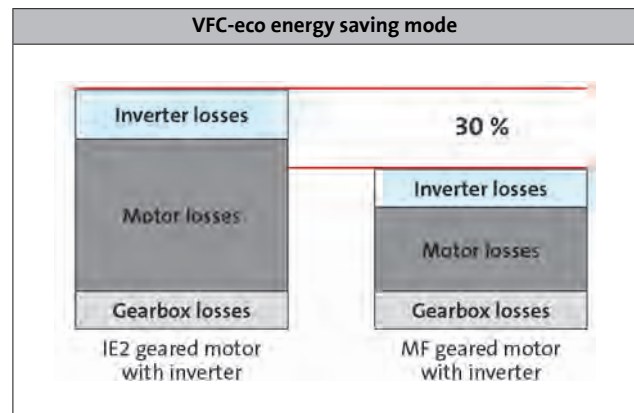 VFC-eco energy saving mode
Inverter losses
30 %
Inverter losses
Motor losses
Motor losses
Gearbox losses
Gearbox losses
IE2 geared motor
with inverter
MF geared motor
with inverter